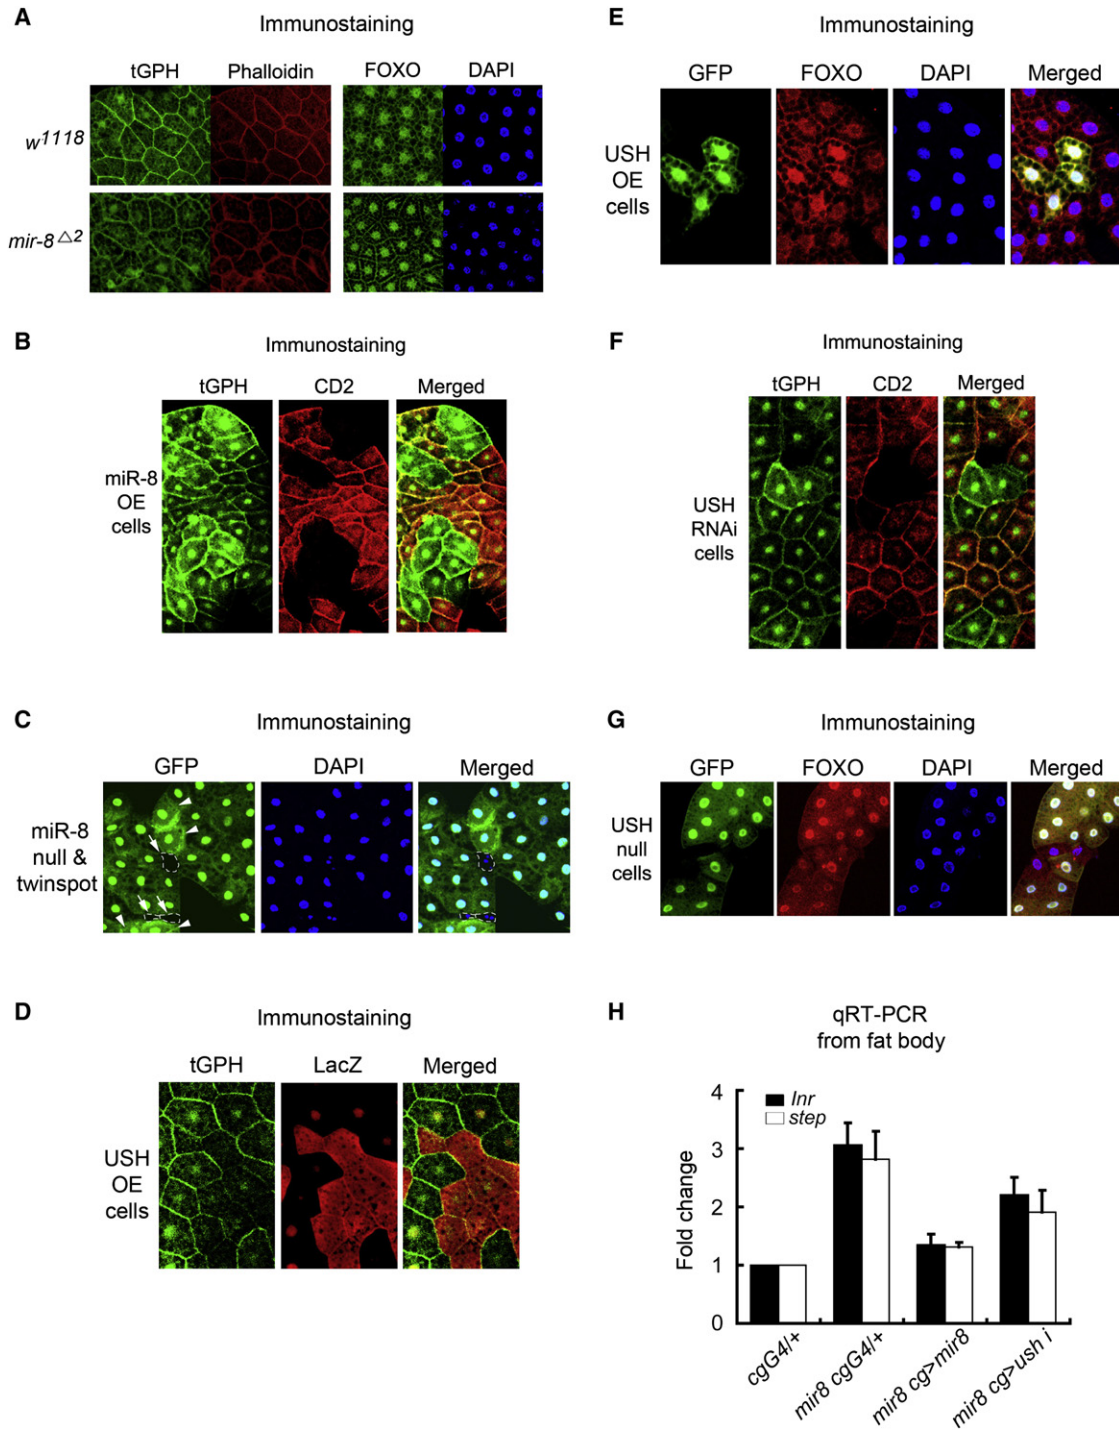 A
Immunostaining
tGPH Phalloidin FOXO DAPI
w1118
mir-8△2
B
Immunostaining
tGPH CD2 Merged
miR-8
OE
cells
C
Immunostaining
GFP DAPI Merged
miR-8
null &
twinspot
D
Immunostaining
tGPH LacZ Merged
USH
OE
cells
E
Immunostaining
GFP FOXO DAPI Merged
USH
OE
cells
F
Immunostaining
tGPH CD2 Merged
USH
RNAi
cells
G
Immunostaining
GFP FOXO DAPI Merged
USH
null
cells
H
qRT-PCR
from fat body
Inr
step
Fold change
4
3
2
1
0
cgG4/+
mir8 cgG4/+
mir8 cg>mir8
mir8 cg>ush i